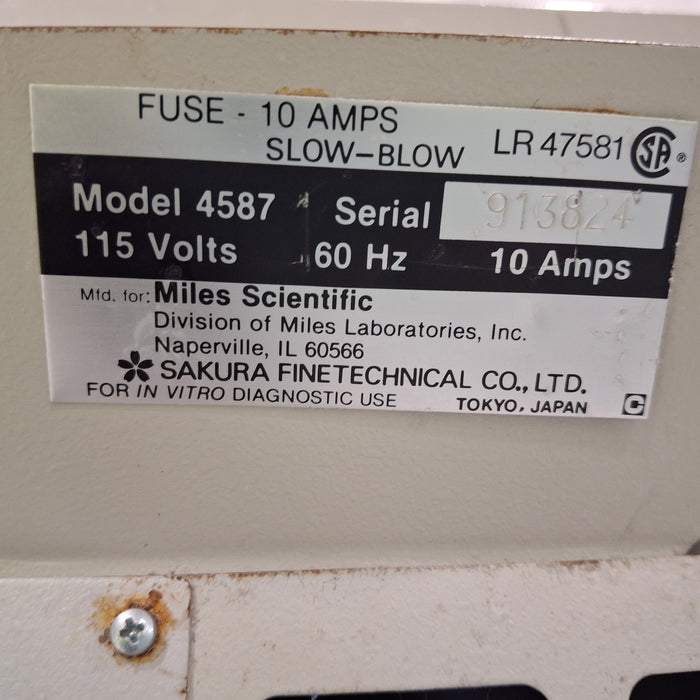 FUSE - 10 AMPS
SLOW-BLOW LR 47581 SA ®
Model 4587 Serial 913824
115 Volts 60 Hz 10 Amps
Mfd. for: Miles Scientific
Division of Miles Laboratories, Inc.
Naperville, IL 60566
SAKURA FINETECHNICAL CO., LTD.
FOR IN VITRO DIAGNOSTIC USE TOKYO, JAPAN C